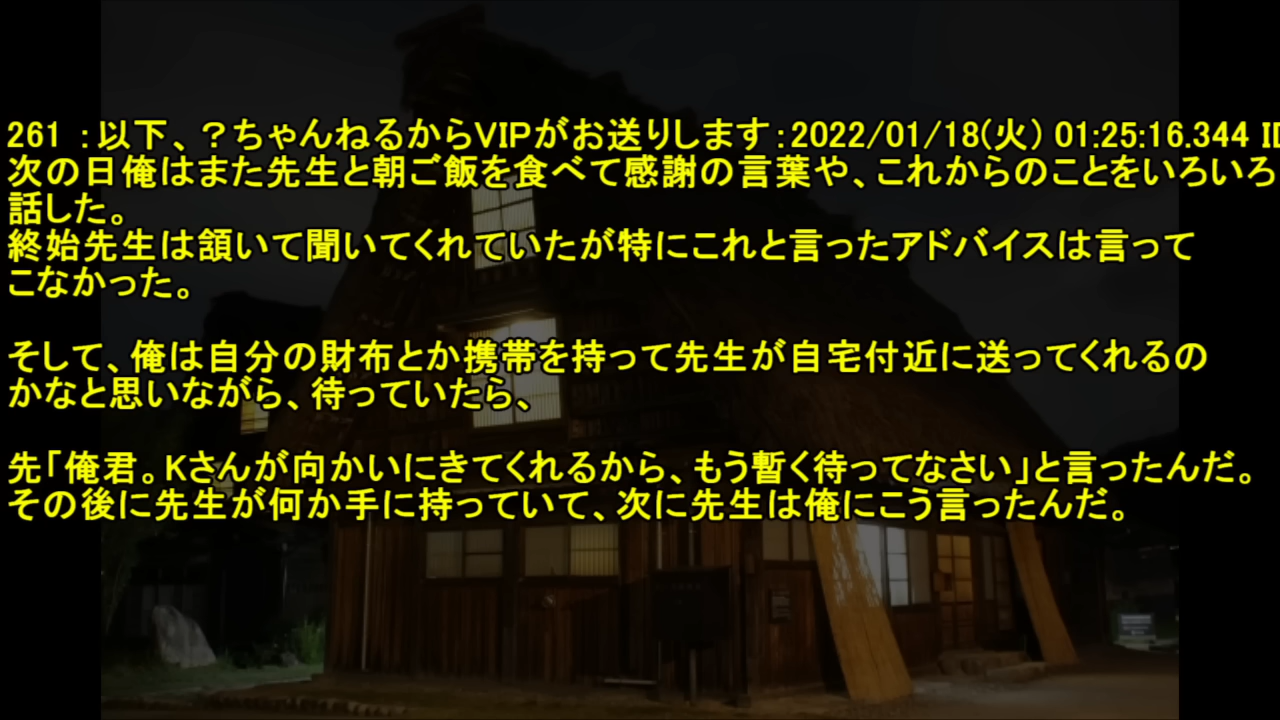 261 ：以下、？ちゃんねるからVIPがお送りします：2022/01/18(火) 01:25:16.344 ID
次の日俺はまた先生と朝ご飯を食べて感謝の言葉や、これからのことをいろいろ
話した。
終始先生は頷いて聞いてくれていたが特にこれと言ったアドバイスは言って
こなかった。
そして、俺は自分の財布とか携帯を持って先生が自宅付近に送ってくれるの
かなと思いながら、待っていたら、
先「俺君。Kさんが向かいにきてくれるから、もう暫く待ってなさい」と言ったんだ。
その後に先生が何か手に持っていて、次に先生は俺にこう言ったんだ。